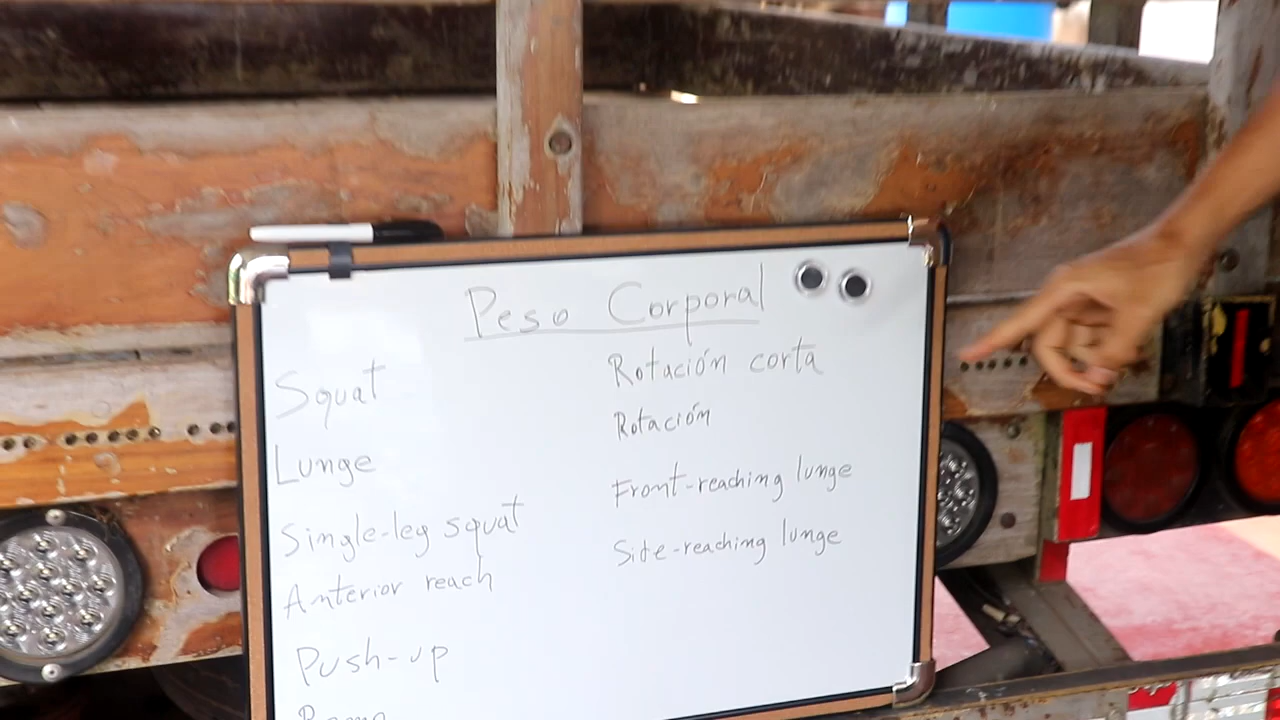 Peso Corporal
Squat
Lunge
Single-leg squat
Anterior reach
Push-up
Rotación corta
Rotación
Front-reaching lunge
Site-reaching lunge